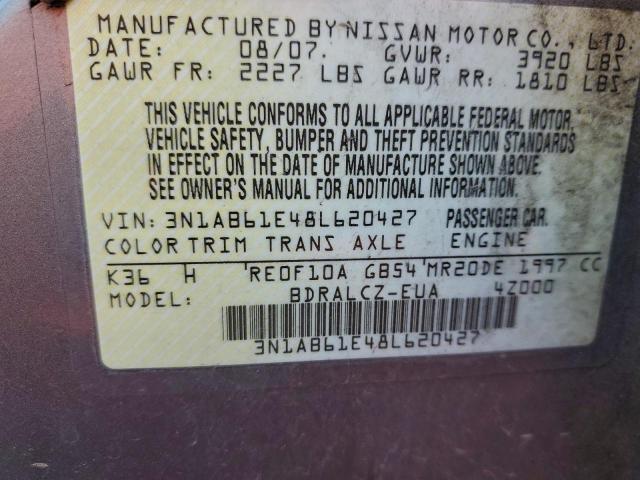 MANUFACTURED BY NISSAN MOTOR CO., LTD.
DATE: 08/07. GVWR: 3920 LBS
GAWR FR: 2227 LBS GAWR RR: 1810 LBS
THIS VEHICLE CONFORMS TO ALL APPLICABLE FEDERAL MOTOR
VEHICLE SAFETY, BUMPER AND THEFT PREVENTION STANDARDS
IN EFFECT ON THE DATE OF MANUFACTURE SHOWN ABOVE.
SEE OWNER'S MANUAL FOR ADDITIONAL INFORMATION.
VIN: 3N1AB61E48L620427 PASSENGER CAR.
COLOR TRIM TRANS AXLE ENGINE
K36 H RE0F10A GB54 MR20DE 1997 CC
MODEL: BDRALCZ-EUA 4Z000
3N1AB61E48L620427